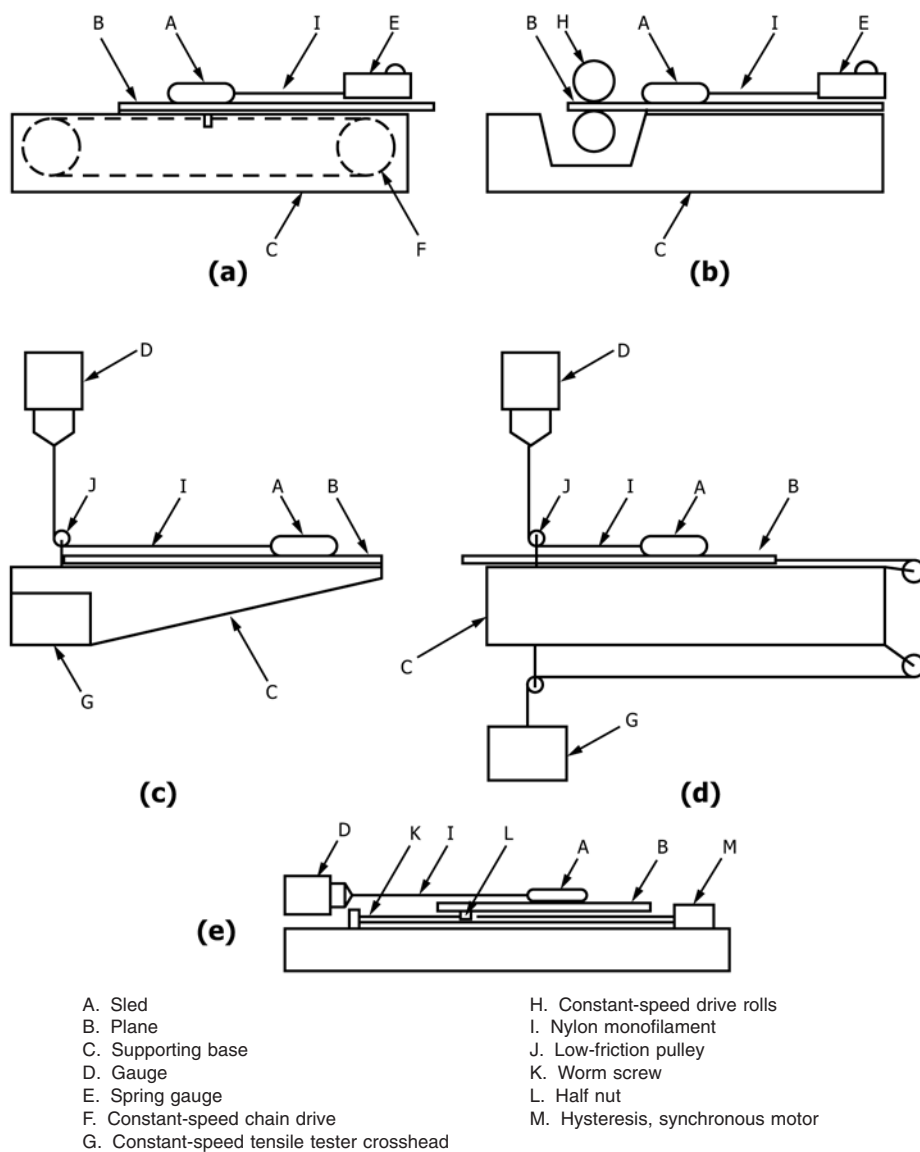 B A I E
C F
(a)
B H A I E
C
(b)
D
J I A B
G C
(c)
D
J I A B
C G
(d)
D K I L A B M
(e)
A. Sled
B. Plane
C. Supporting base
D. Gauge
E. Spring gauge
F. Constant-speed chain drive
G. Constant-speed tensile tester crosshead
H. Constant-speed drive rolls
I. Nylon monofilament
J. Low-friction pulley
K. Worm screw
L. Half nut
M. Hysteresis, synchronous motor